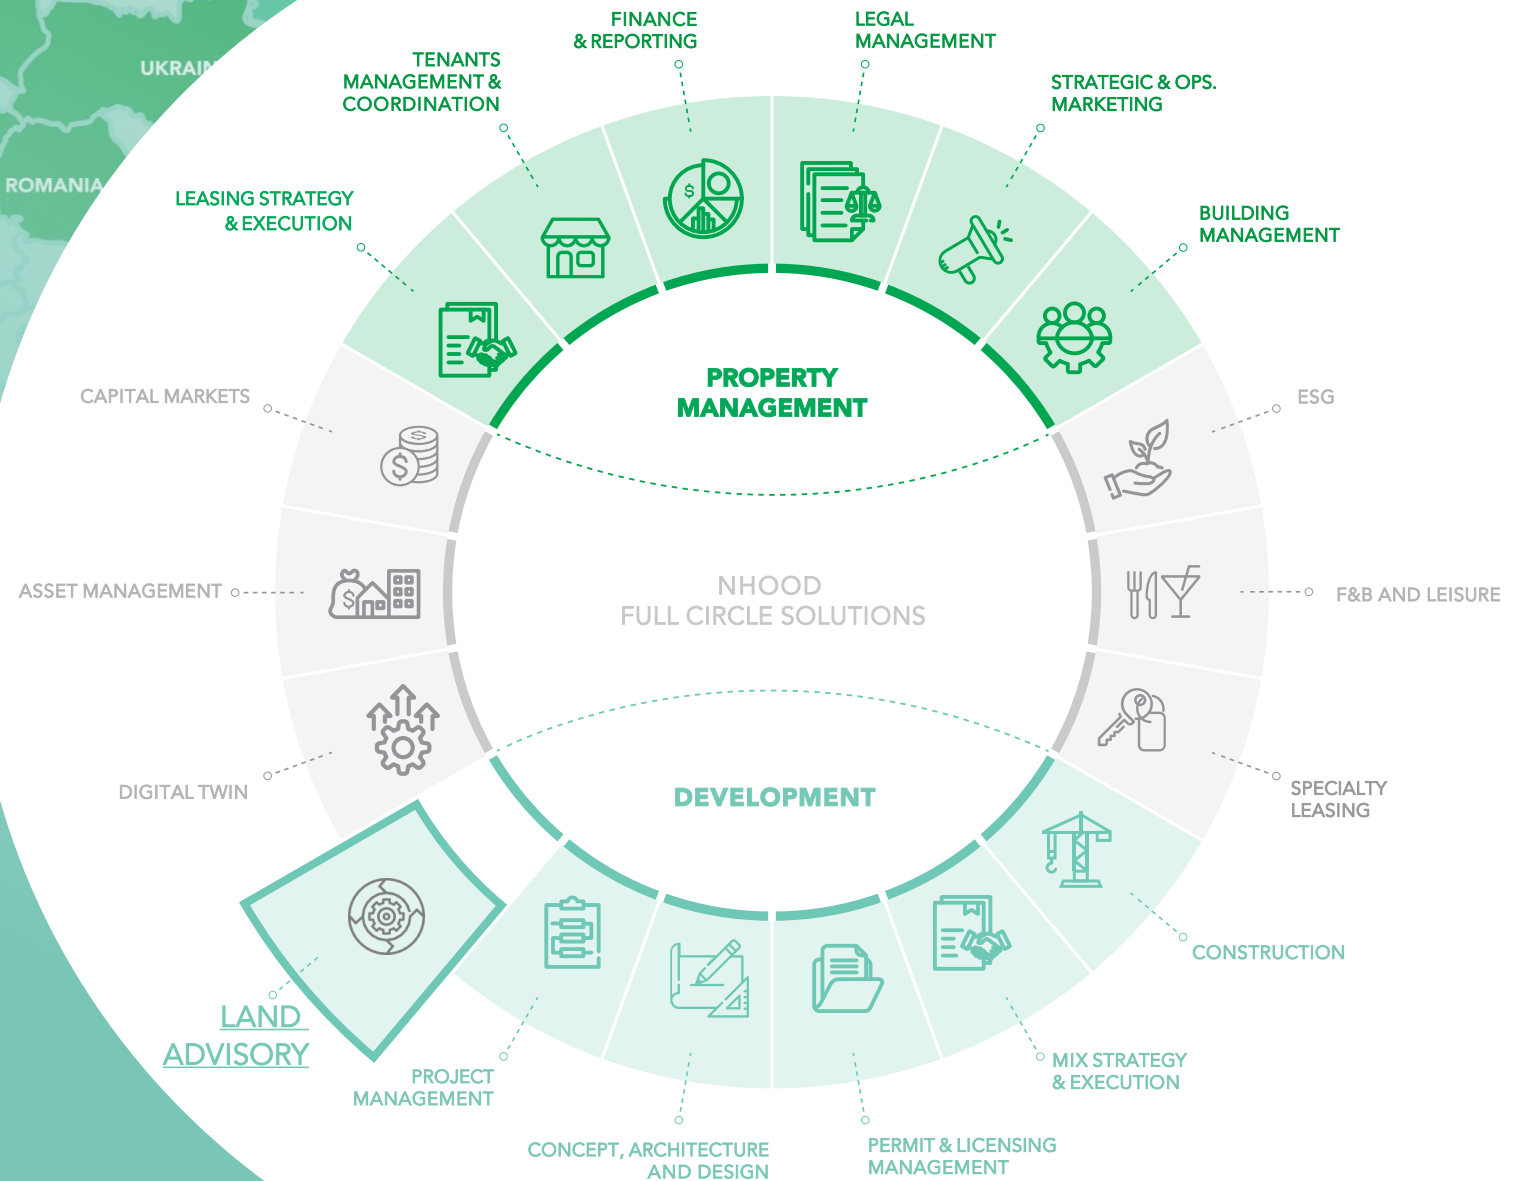 UKRAIN
ROMANIA
FINANCE
& REPORTING
LEGAL
MANAGEMENT
TENANTS
MANAGEMENT &
COORDINATION
STRATEGIC & OPS.
MARKETING
LEASING STRATEGY
& EXECUTION
BUILDING
MANAGEMENT
PROPERTY
MANAGEMENT
CAPITAL MARKETS
ESG
ASSET MANAGEMENT
NHOOD
FULL CIRCLE SOLUTIONS
F&B AND LEISURE
DIGITAL TWIN
DEVELOPMENT
SPECIALTY
LEASING
LAND
ADVISORY
CONSTRUCTION
PROJECT
MANAGEMENT
MIX STRATEGY
& EXECUTION
CONCEPT, ARCHITECTURE
AND DESIGN
PERMIT & LICENSING
MANAGEMENT